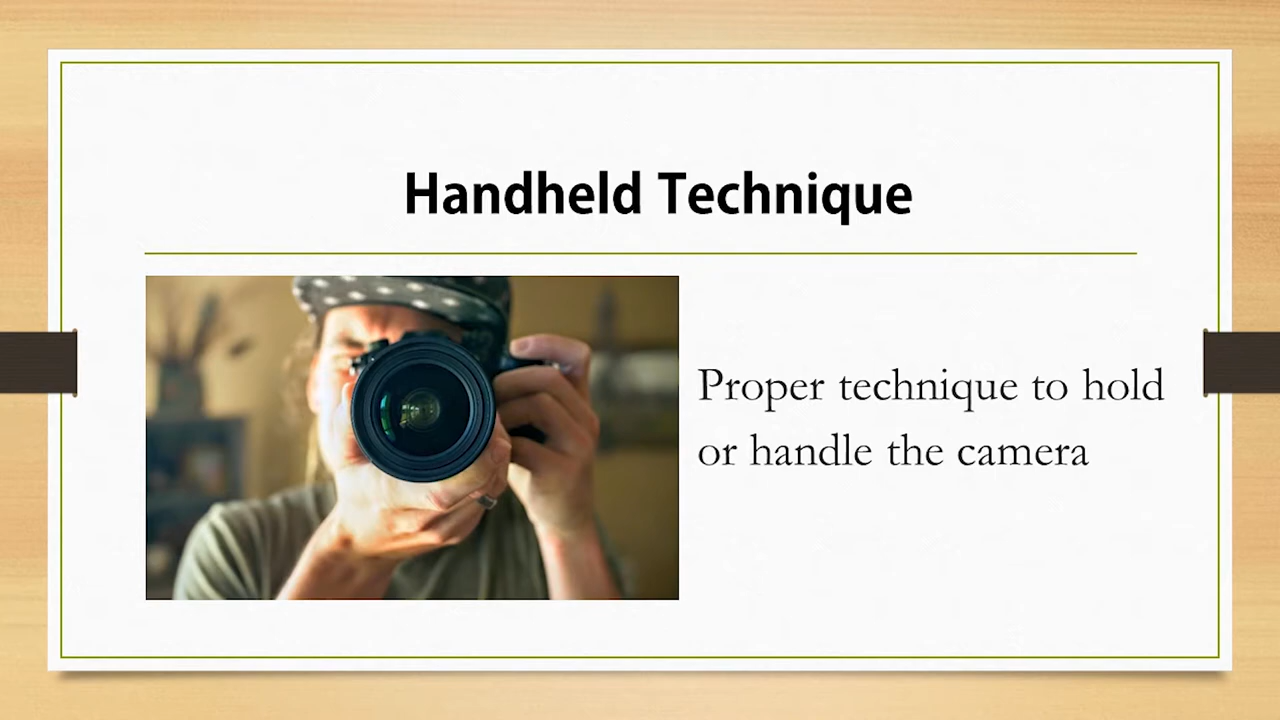 Handheld Technique
Proper technique to hold
or handle the camera